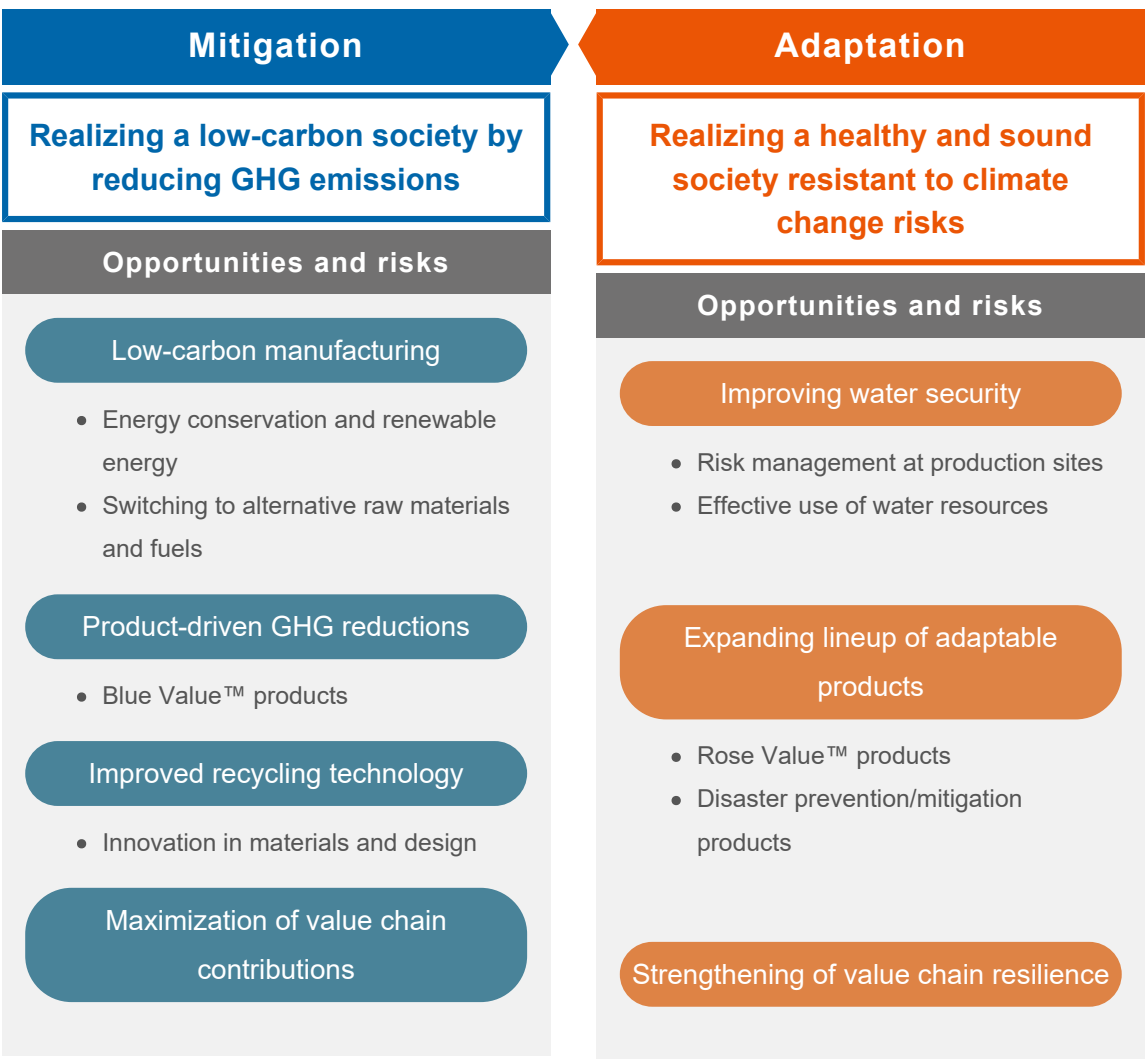 Mitigation
Realizing a low-carbon society by
reducing GHG emissions
Opportunities and risks
Low-carbon manufacturing
• Energy conservation and renewable
energy
• Switching to alternative raw materials
and fuels
Product-driven GHG reductions
• Blue Value™ products
Improved recycling technology
• Innovation in materials and design
Maximization of value chain
contributions
Adaptation
Realizing a healthy and sound
society resistant to climate
change risks
Opportunities and risks
Improving water security
• Risk management at production sites
• Effective use of water resources
Expanding lineup of adaptable
products
• Rose Value™ products
• Disaster prevention/mitigation
products
Strengthening of value chain resilience